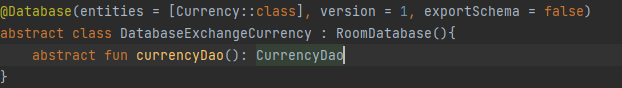 @Database(entities = [Currency::class], version = 1, exportSchema = false)
abstract class DatabaseExchangeCurrency : RoomDatabase(){
    abstract fun currencyDao(): CurrencyDao
}